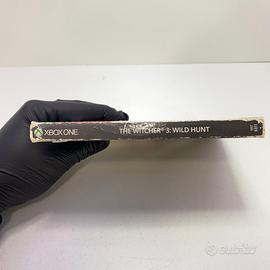 XBOX ONE
THE WITCHER® 3: WILD HUNT
subito